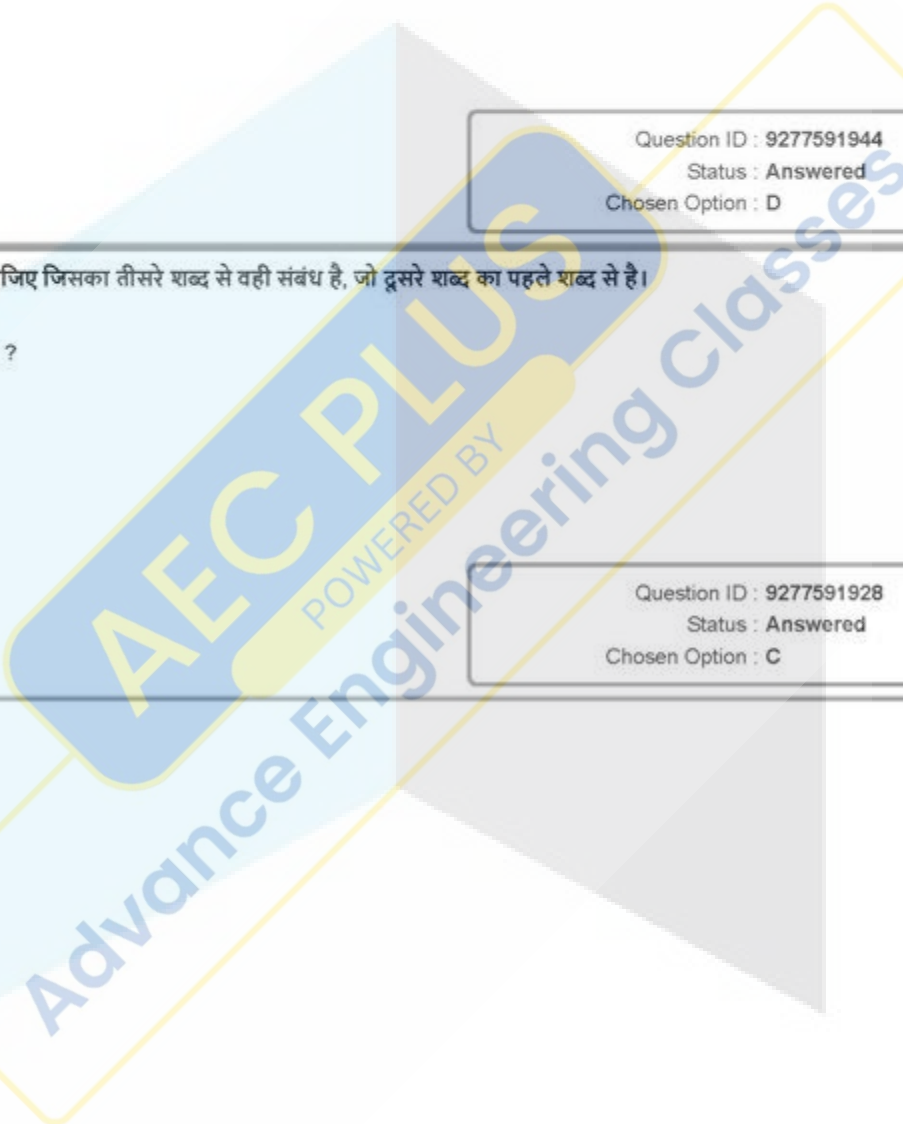 Question ID : 9277591944
Status : Answered
Chosen Option : D
जिए जिसका तीसरे शब्द से वही संबंध है, जो दूसरे शब्द का पहले शब्द से है।
?
AEC PLUS
POWERED BY
Advance Engineering Classes
Question ID : 9277591928
Status : Answered
Chosen Option : C